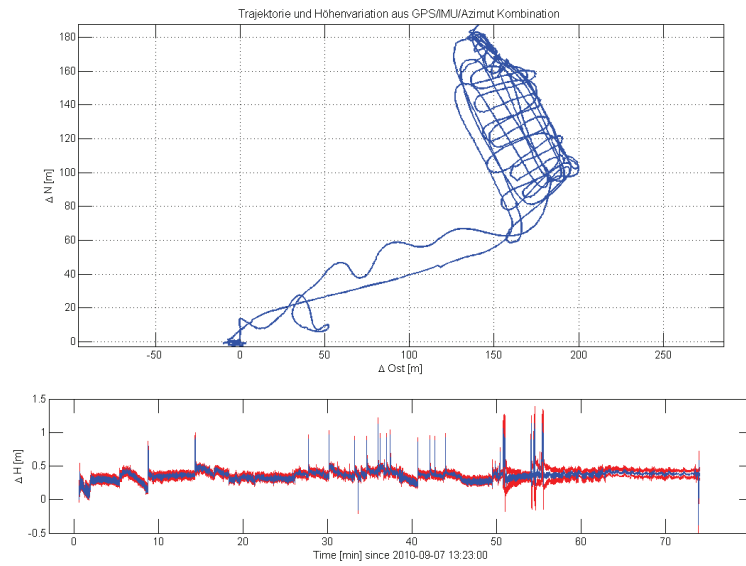 Trajektorie und Höhenvariation aus GPS/IMU/Azimut Kombination
180
160
140
120
100
80
60
40
20
0
Δ N [m]
-50 0 50 100 150 200 250
Δ Ost [m]
1.5
1
0.5
0
-0.5
Δ H [m]
0 10 20 30 40 50 60 70
Time [min] since 2010-09-07 13:23:00